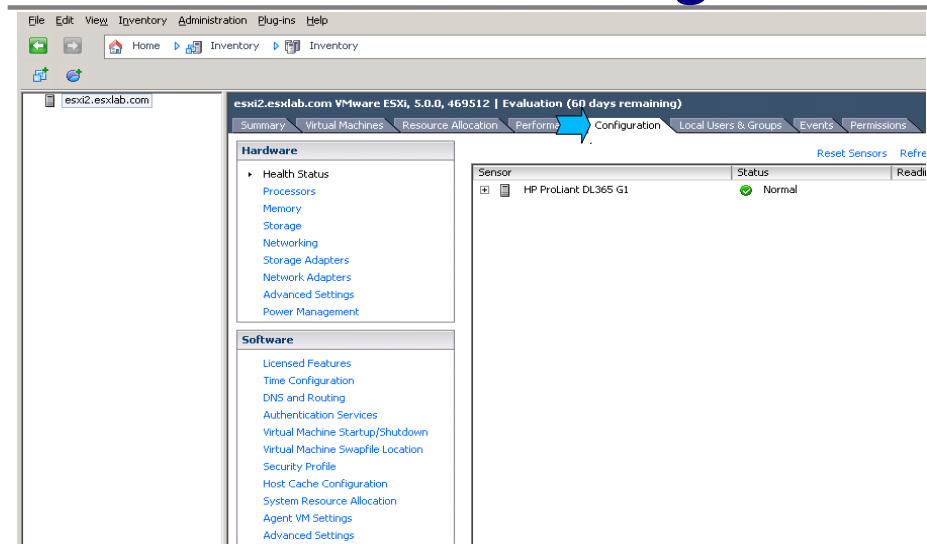 File Edit View Inventory Administration Plug-ins Help
Home Inventory Inventory
esxi2.esxlab.com
esxi2.esxlab.com VMware ESXi, 5.0.0, 469512 | Evaluation (60 days remaining)
Summary Virtual Machines Resource Allocation Performa Configuration Local Users & Groups Events Permissions
Hardware
Health Status
Processors
Memory
Storage
Networking
Storage Adapters
Network Adapters
Advanced Settings
Power Management
Software
Licensed Features
Time Configuration
DNS and Routing
Authentication Services
Virtual Machine Startup/Shutdown
Virtual Machine Swapfile Location
Security Profile
Host Cache Configuration
System Resource Allocation
Agent VM Settings
Advanced Settings
Reset Sensors Refre
Sensor Status Readi
HP ProLiant DL365 G1 Normal